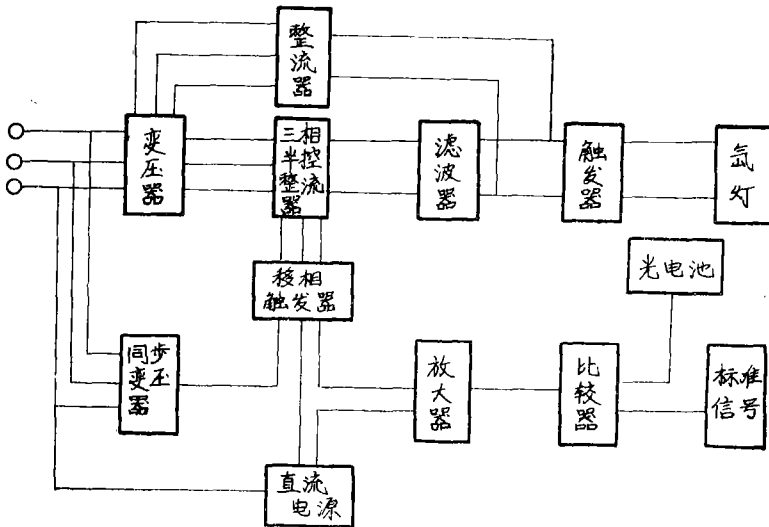 整流器
变压器
三相
半控
整流
器
滤波器
触发器
氙灯
移相
触发器
光电池
同步
变压
器
放大器
比较器
标准
信号
直流
电源